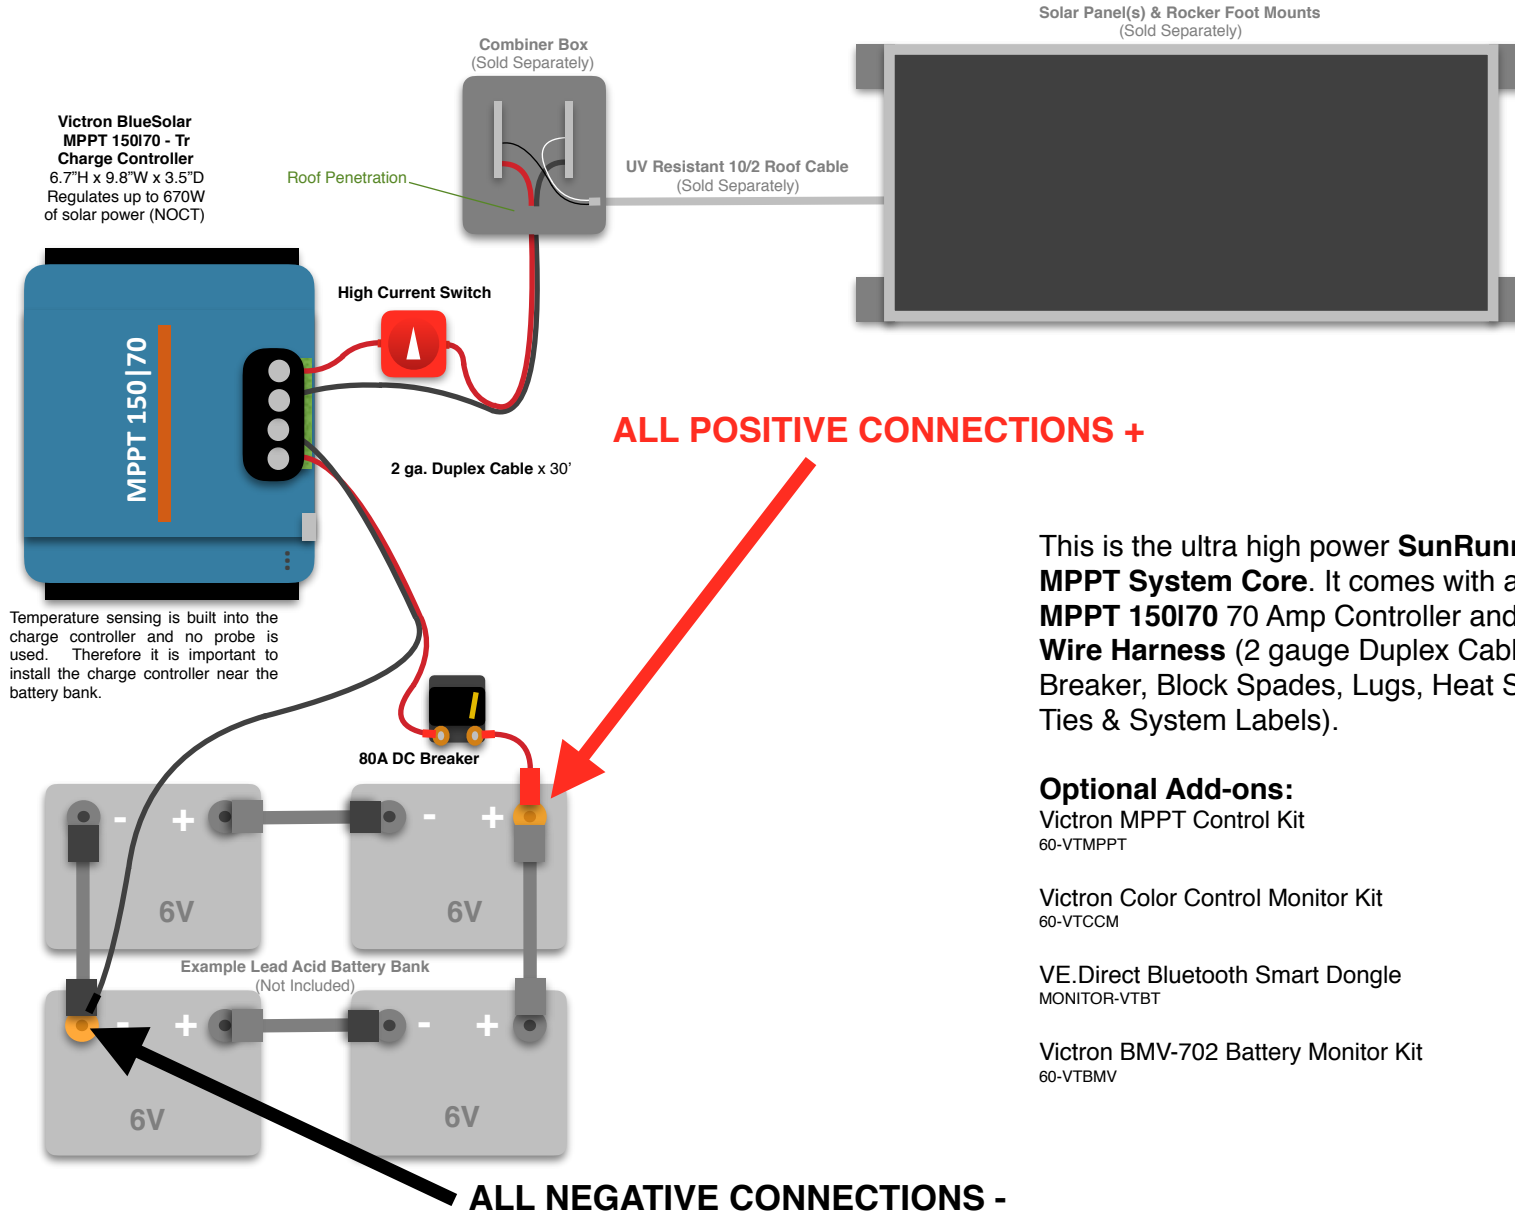 Solar Panel(s) & Rocker Foot Mounts
(Sold Separately)
Combiner Box
(Sold Separately)
Victron BlueSolar
MPPT 150I70 - Tr
Charge Controller
6.7”H x 9.8”W x 3.5”D
Regulates up to 670W
of solar power (NOCT)
Roof Penetration
UV Resistant 10/2 Roof Cable
(Sold Separately)
High Current Switch
MPPT 150|70
ALL POSITIVE CONNECTIONS +
2 ga. Duplex Cable x 30’
This is the ultra high power SunRunn
MPPT System Core. It comes with a
MPPT 150I70 70 Amp Controller and
Wire Harness (2 gauge Duplex Cabl
Breaker, Block Spades, Lugs, Heat S
Ties & System Labels).
Temperature sensing is built into the
charge controller and no probe is
used. Therefore it is important to
install the charge controller near the
battery bank.
80A DC Breaker
Optional Add-ons:
Victron MPPT Control Kit
60-VTMPPT
Victron Color Control Monitor Kit
60-VTCCM
VE.Direct Bluetooth Smart Dongle
MONITOR-VTBT
Victron BMV-702 Battery Monitor Kit
60-VTBMV
- + - +
6V 6V
Example Lead Acid Battery Bank
(Not Included)
- + - +
6V 6V
ALL NEGATIVE CONNECTIONS -